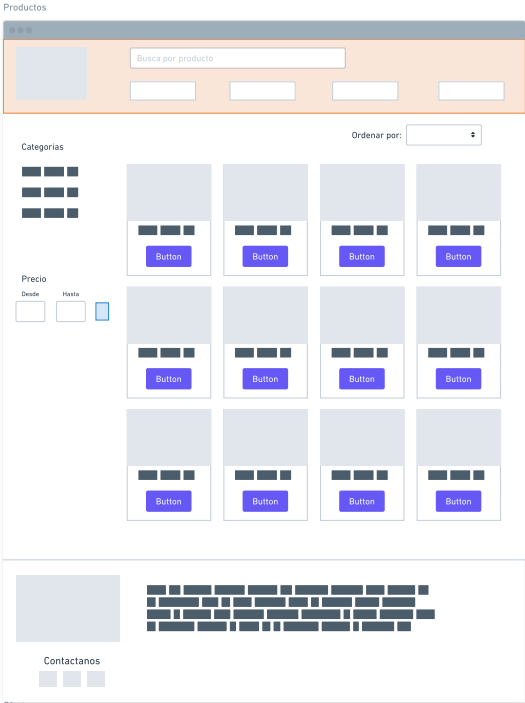 Productos
Busca por producto
Ordenar por:
Categorias
Button Button Button Button
Precio
Desde Hasta
Button Button Button Button
Button Button Button Button
Contactanos